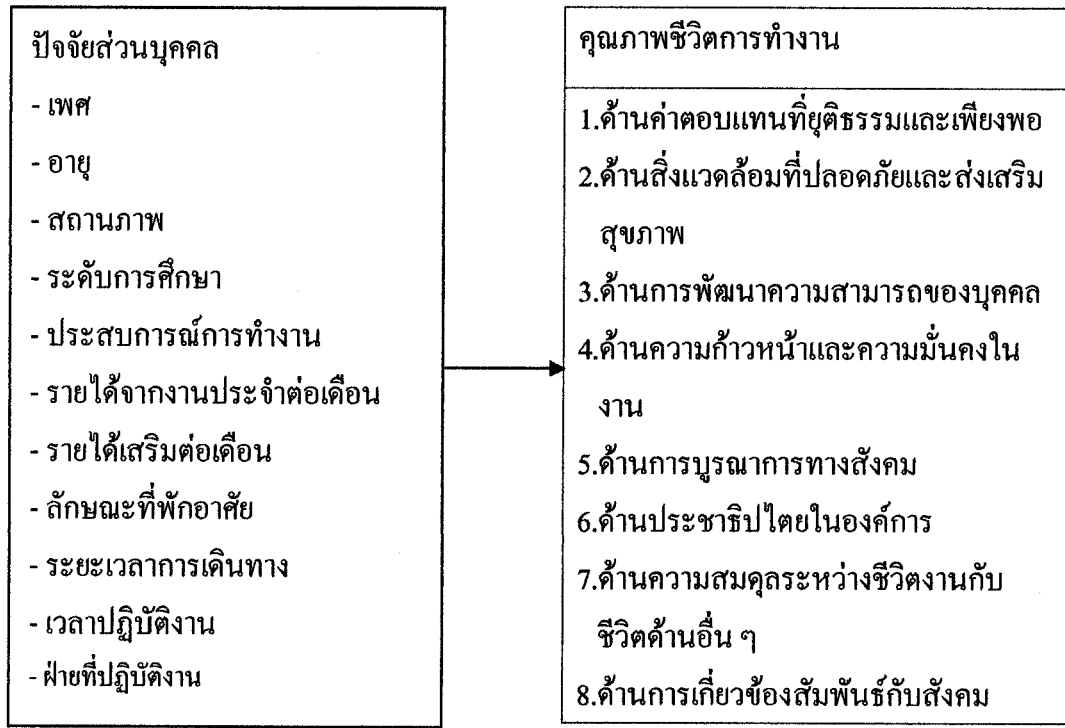 ปัจจัยส่วนบุคคล
- เพศ
- อายุ
- สถานภาพ
- ระดับการศึกษา
- ประสบการณ์การทำงาน
- รายได้จากงานประจำต่อเดือน
- รายได้เสริมต่อเดือน
- ลักษณะที่พักอาศัย
- ระยะเวลาการเดินทาง
- เวลาปฏิบัติงาน
- ฝ่ายที่ปฏิบัติงาน
คุณภาพชีวิตการทำงาน
1.ด้านค่าตอบแทนที่ยุติธรรมและเพียงพอ
2.ด้านสิ่งแวดล้อมที่ปลอดภัยและส่งเสริม
สุขภาพ
3.ด้านการพัฒนาความสามารถของบุคคล
4.ด้านความก้าวหน้าและความมั่นคงใน
งาน
5.ด้านการบูรณาการทางสังคม
6.ด้านประชาธิปไตยในองค์การ
7.ด้านความสมดุลระหว่างชีวิตงานกับ
ชีวิตด้านอื่น ๆ
8.ด้านการเกี่ยวข้องสัมพันธ์กับสังคม